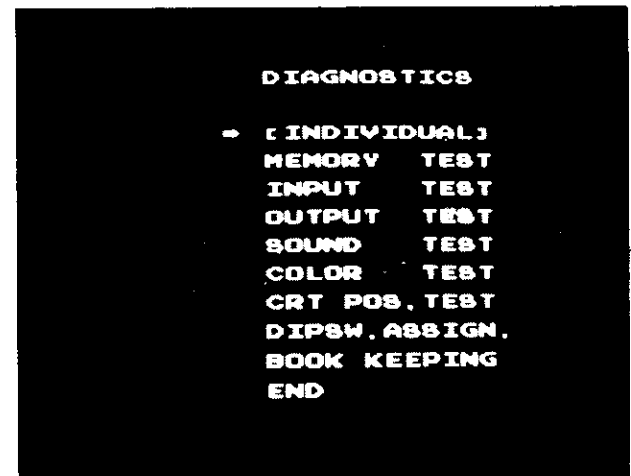 DIAGNOSTICS
➡ [INDIVIDUAL]
MEMORY TEST
INPUT TEST
OUTPUT TEST
SOUND TEST
COLOR TEST
CRT POS.TEST
DIPSW.ASSIGN.
BOOK KEEPING
END